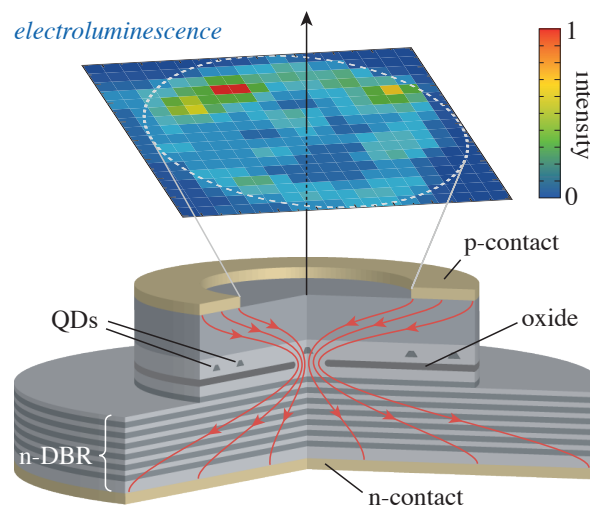 electroluminescence
1
intensity
0
p-contact
QDs
oxide
n-DBR
n-contact